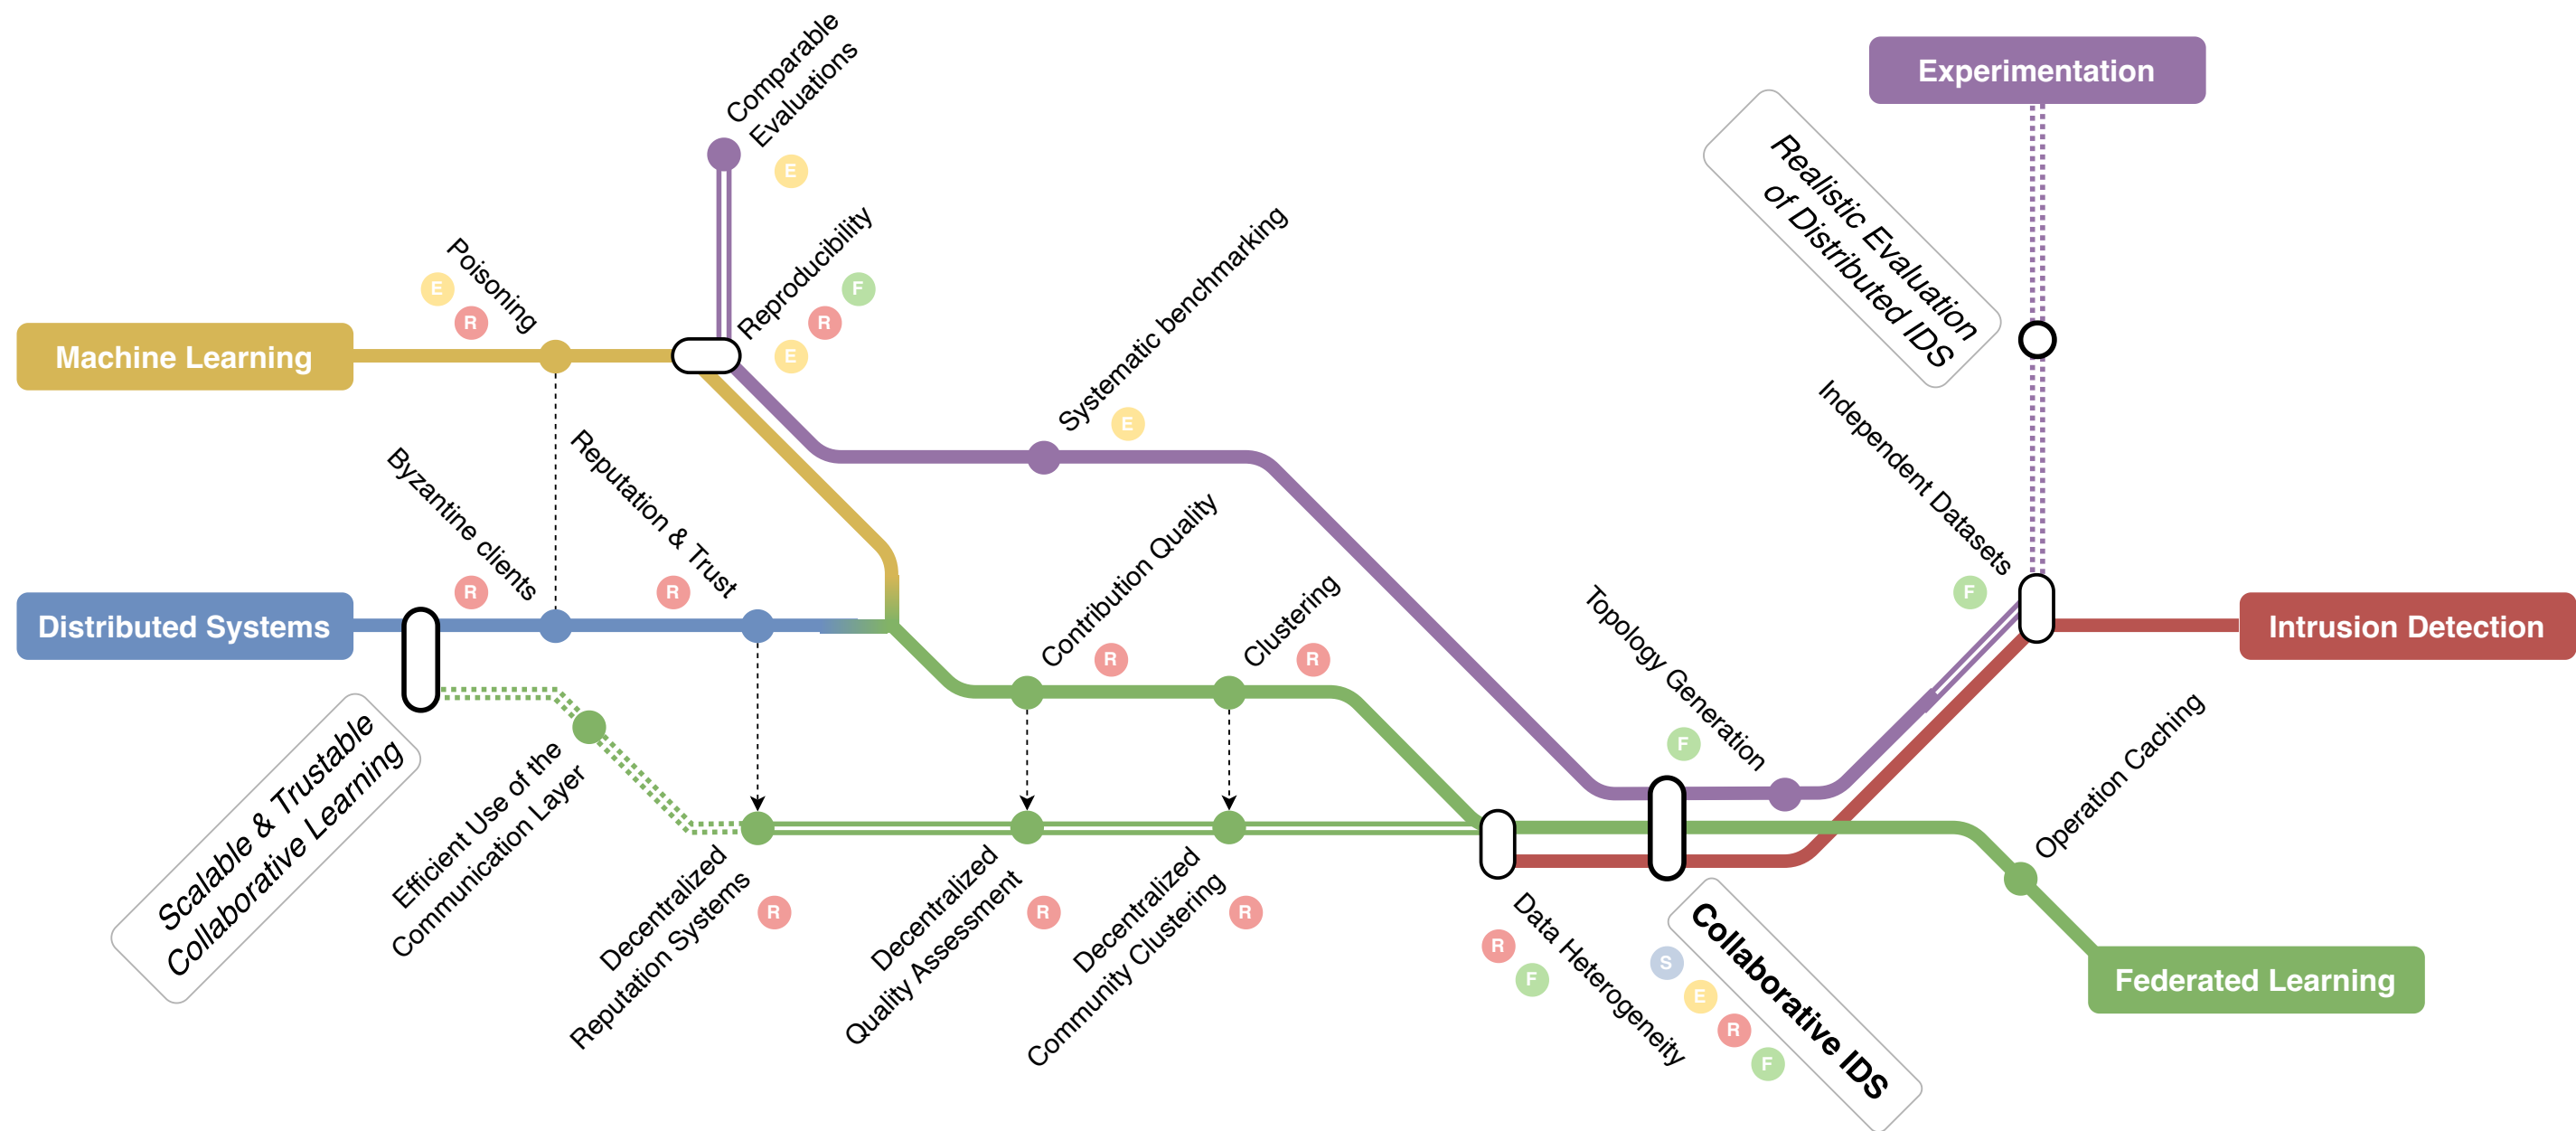 Comparable
Evaluations
E
Experimentation
Realistic Evaluation
of Distributed IDS
Poisoning
E
R
Reproducibility
F
R
E
Machine Learning
Systematic benchmarking
E
Independent Datasets
F
Byzantine clients
R
Reputation & Trust
R
Distributed Systems
Contribution Quality
R
Clustering
R
Topology Generation
F
Intrusion Detection
Scalable & Trustable
Collaborative Learning
Efficient Use of the
Communication Layer
Decentralized
Reputation Systems
R
Decentralized
Quality Assessment
R
Decentralized
Community Clustering
R
Data Heterogeneity
R
F
Collaborative IDS
S
E
R
F
Operation Caching
Federated Learning